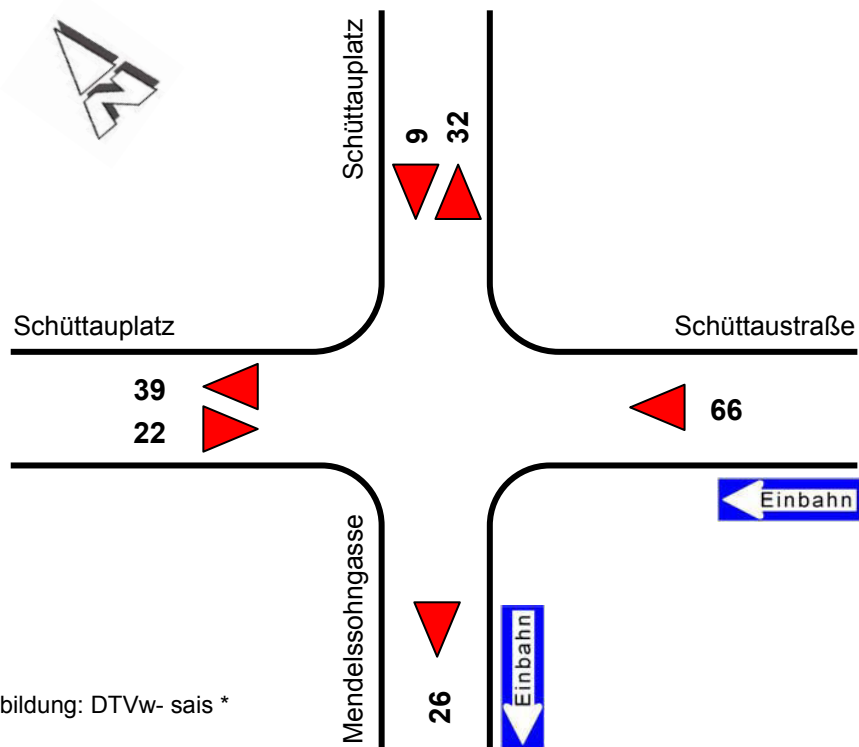 Schüttauplatz
9
32
Schüttauplatz
Schüttaustraße
39
22
66
Einbahn
Mendelssohngasse
Einbahn
26
bildung: DTVw- sais *
N